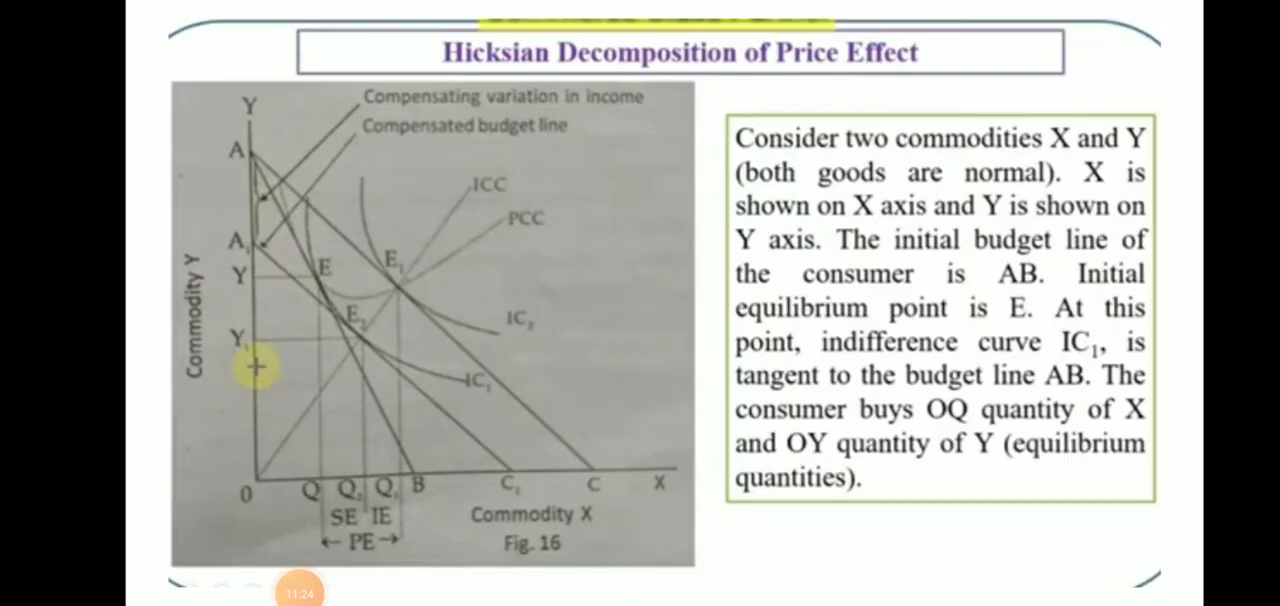 Hicksian Decomposition of Price Effect
Compensating variation in income
Compensated budget line
Y
A
ICC
PCC
A₁
Y
E
E₁
Commodity Y
E₂
IC₂
Y₁
IC₁
0
Q
Q₂
Q₁
B
C₁
C
X
SE
IE
Commodity X
← PE →
Fig. 16
Consider two commodities X and Y
(both goods are normal). X is
shown on X axis and Y is shown on
Y axis. The initial budget line of
the consumer is AB. Initial
equilibrium point is E. At this
point, indifference curve IC₁, is
tangent to the budget line AB. The
consumer buys OQ quantity of X
and OY quantity of Y (equilibrium
quantities).
11:24